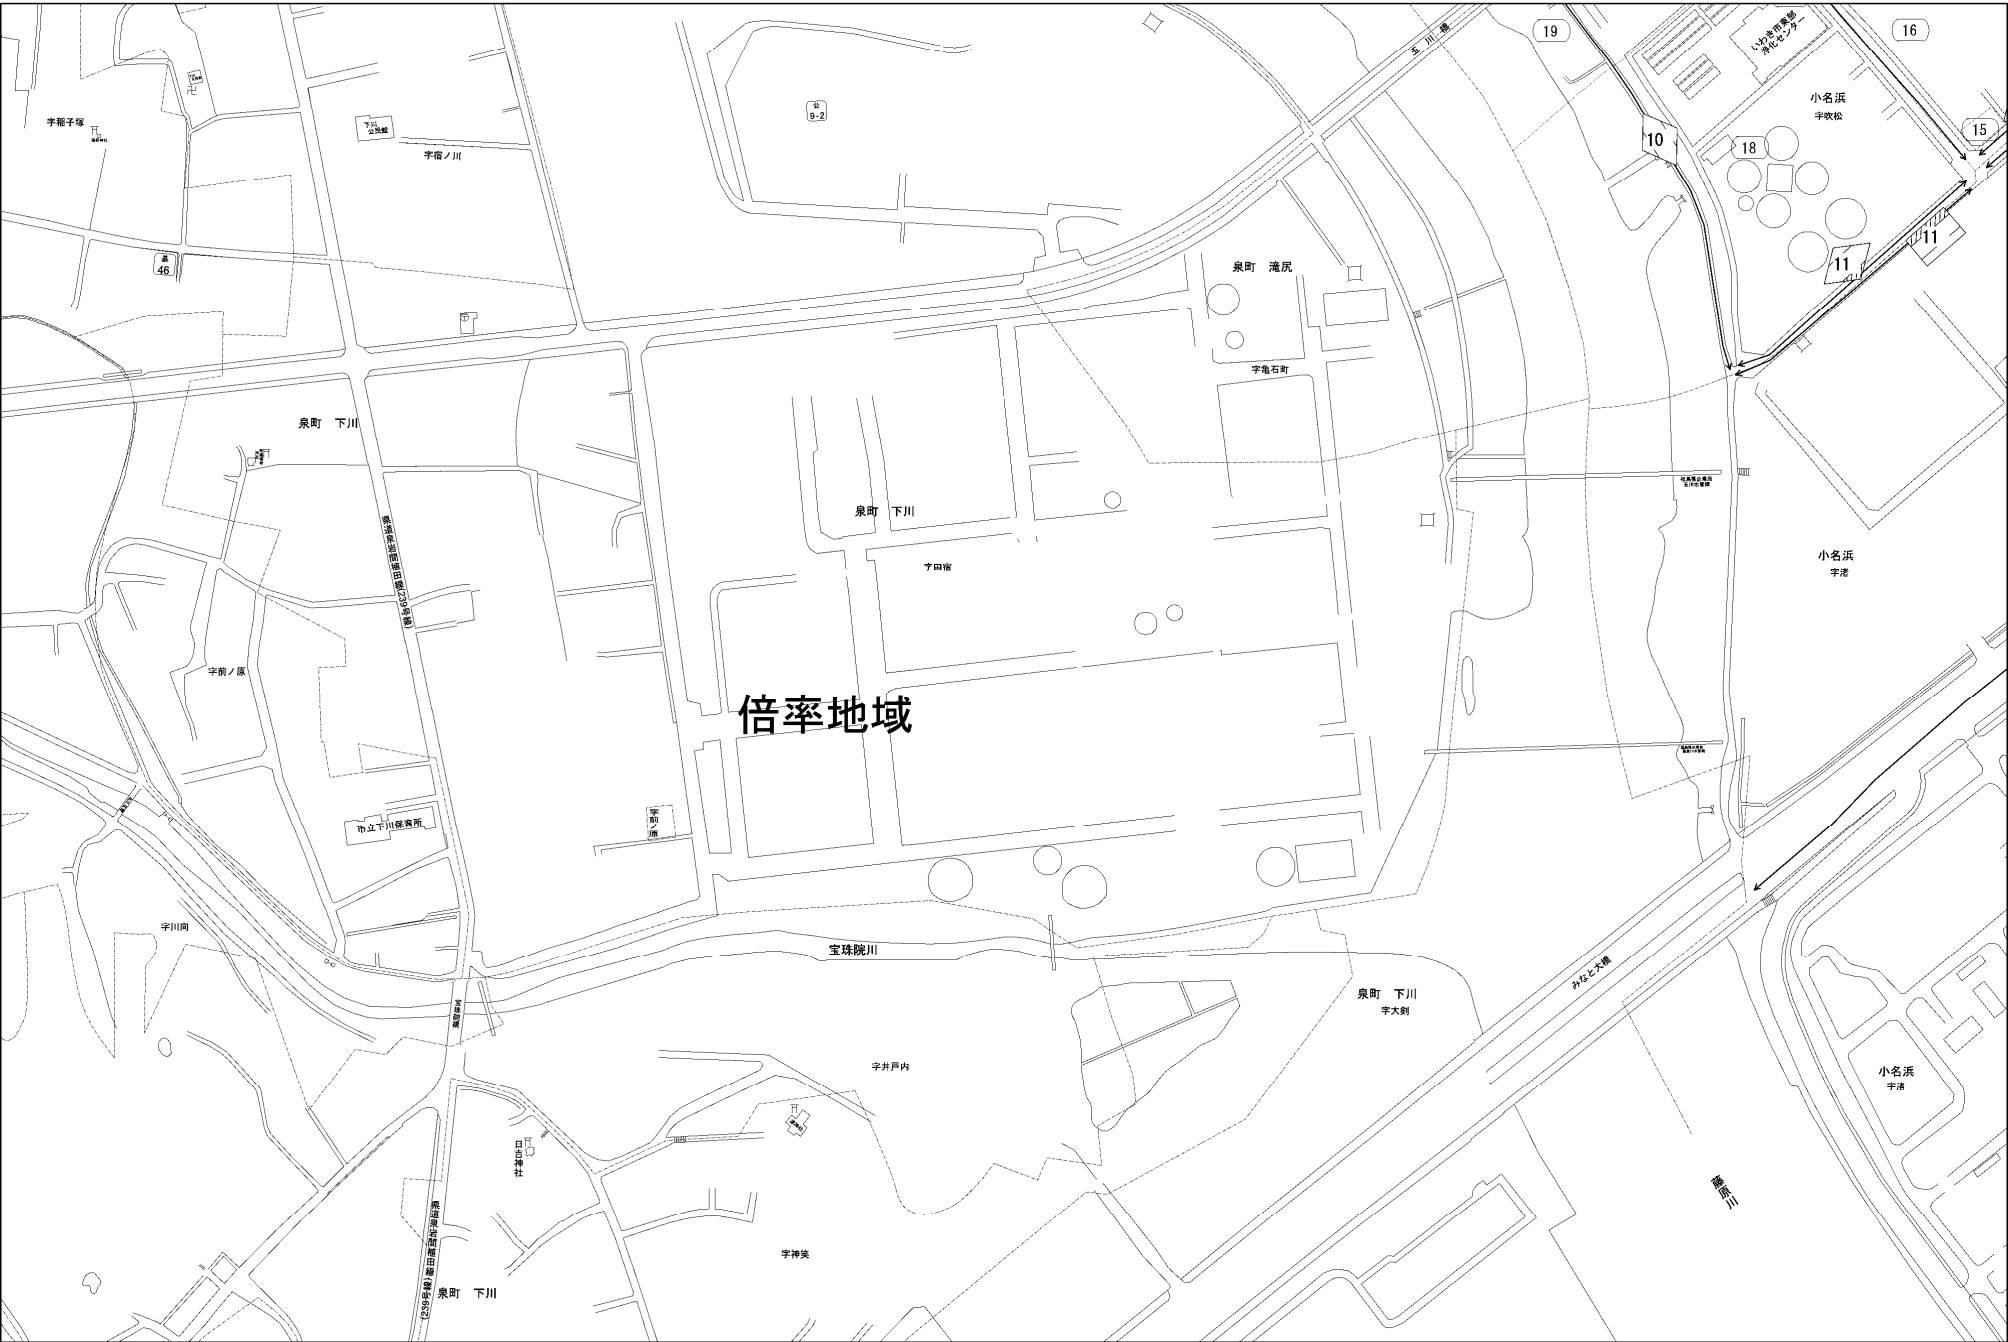 玉川橋
19
16
いわき市東部
浄化センター
小名浜
字吹松
15
公
9-2
字稲子塚
下川
公民館
字宿ノ川
10
18
11
11
墓
46
泉町 滝尻
字亀石町
泉町 下川
泉町 下川
字田宿
県道泉岩間植田線(239号線)
小名浜
字渚
字前ノ原
倍率地域
市立下川保育所
字前ノ原
字川向
宝珠院川
宝珠院橋
みなと大橋
泉町 下川
字大剣
字井戸内
小名浜
字渚
日吉神社
藤原川
県道泉岩間植田線(239号線)
字神笑
泉町 下川